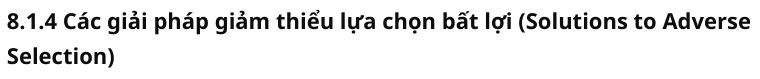 8.1.4 Các giải pháp giảm thiểu lựa chọn bất lợi (Solutions to Adverse
Selection)